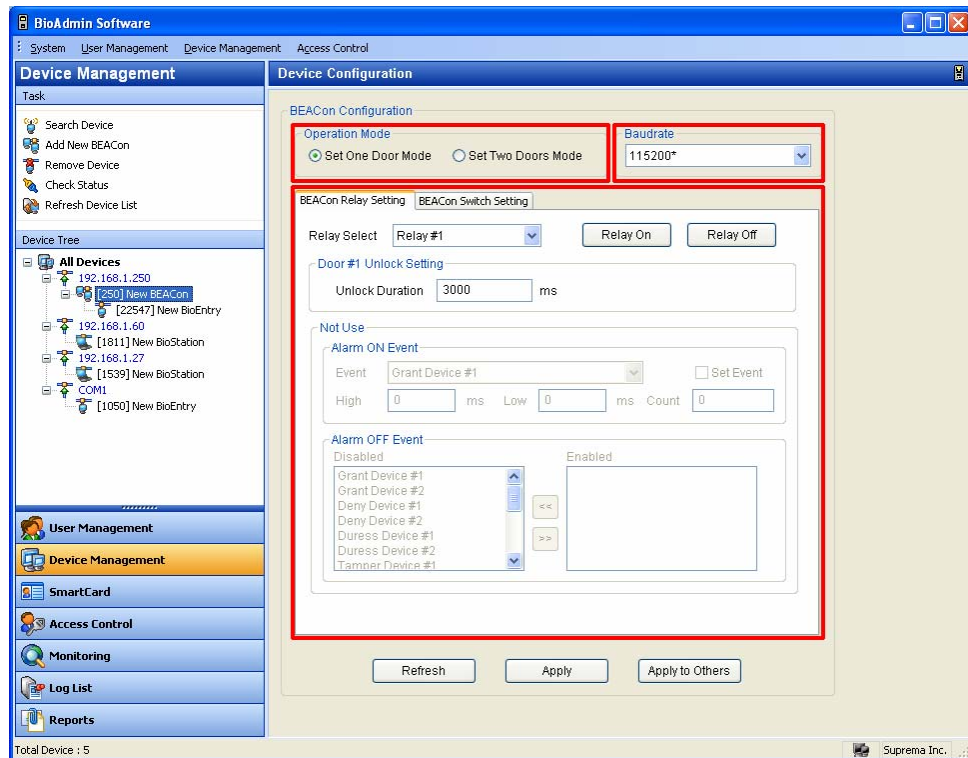 BioAdmin Software
System User Management Device Management Access Control
Device Management
Task
Search Device
Add New BEACon
Remove Device
Check Status
Refresh Device List
Device Tree
All Devices
192.168.1.250
[250] New BEACon
[22547] New BioEntry
192.168.1.60
[1811] New BioStation
192.168.1.27
[1539] New BioStation
COM1
[1050] New BioEntry
User Management
Device Management
SmartCard
Access Control
Monitoring
Log List
Reports
Device Configuration
BEACon Configuration
Operation Mode
Set One Door Mode Set Two Doors Mode
Baudrate
115200*
BEACon Relay Setting BEACon Switch Setting
Relay Select Relay #1 Relay On Relay Off
Door #1 Unlock Setting
Unlock Duration 3000 ms
Not Use
Alarm ON Event
Event Grant Device #1 Set Event
High 0 ms Low 0 ms Count 0
Alarm OFF Event
Disabled Enabled
Grant Device #1
Grant Device #2
Deny Device #1
Deny Device #2
Duress Device #1
Duress Device #2
Tamper Device #1
<<
>>
Refresh Apply Apply to Others
Total Device : 5 Suprema Inc.